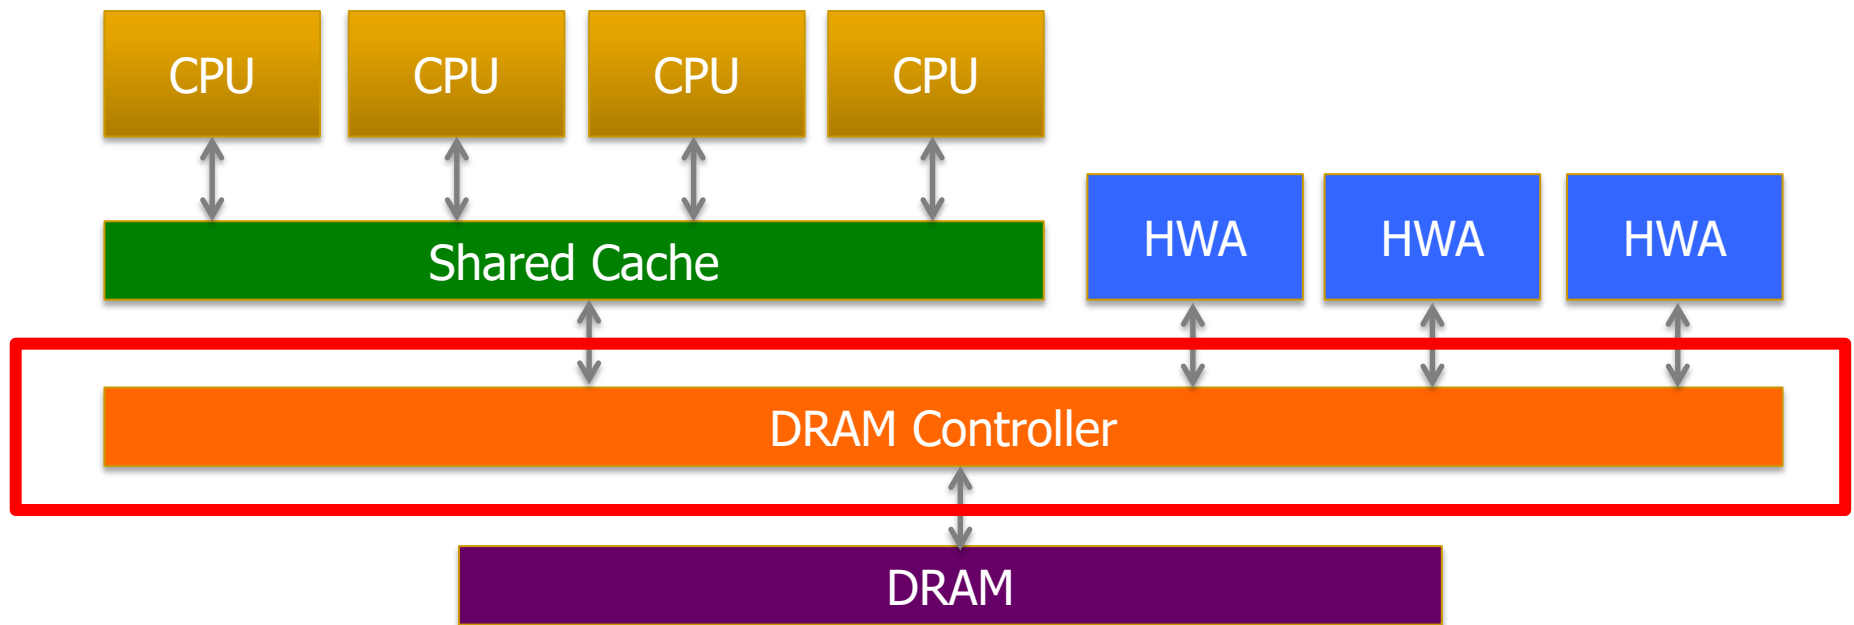 CPU
CPU
CPU
CPU
HWA
HWA
HWA
Shared Cache
DRAM Controller
DRAM